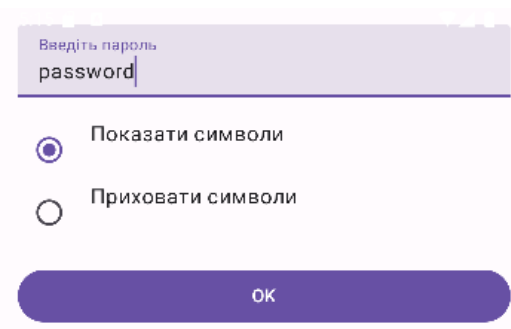 Введіть пароль
password
Показати символи
Приховати символи
OK